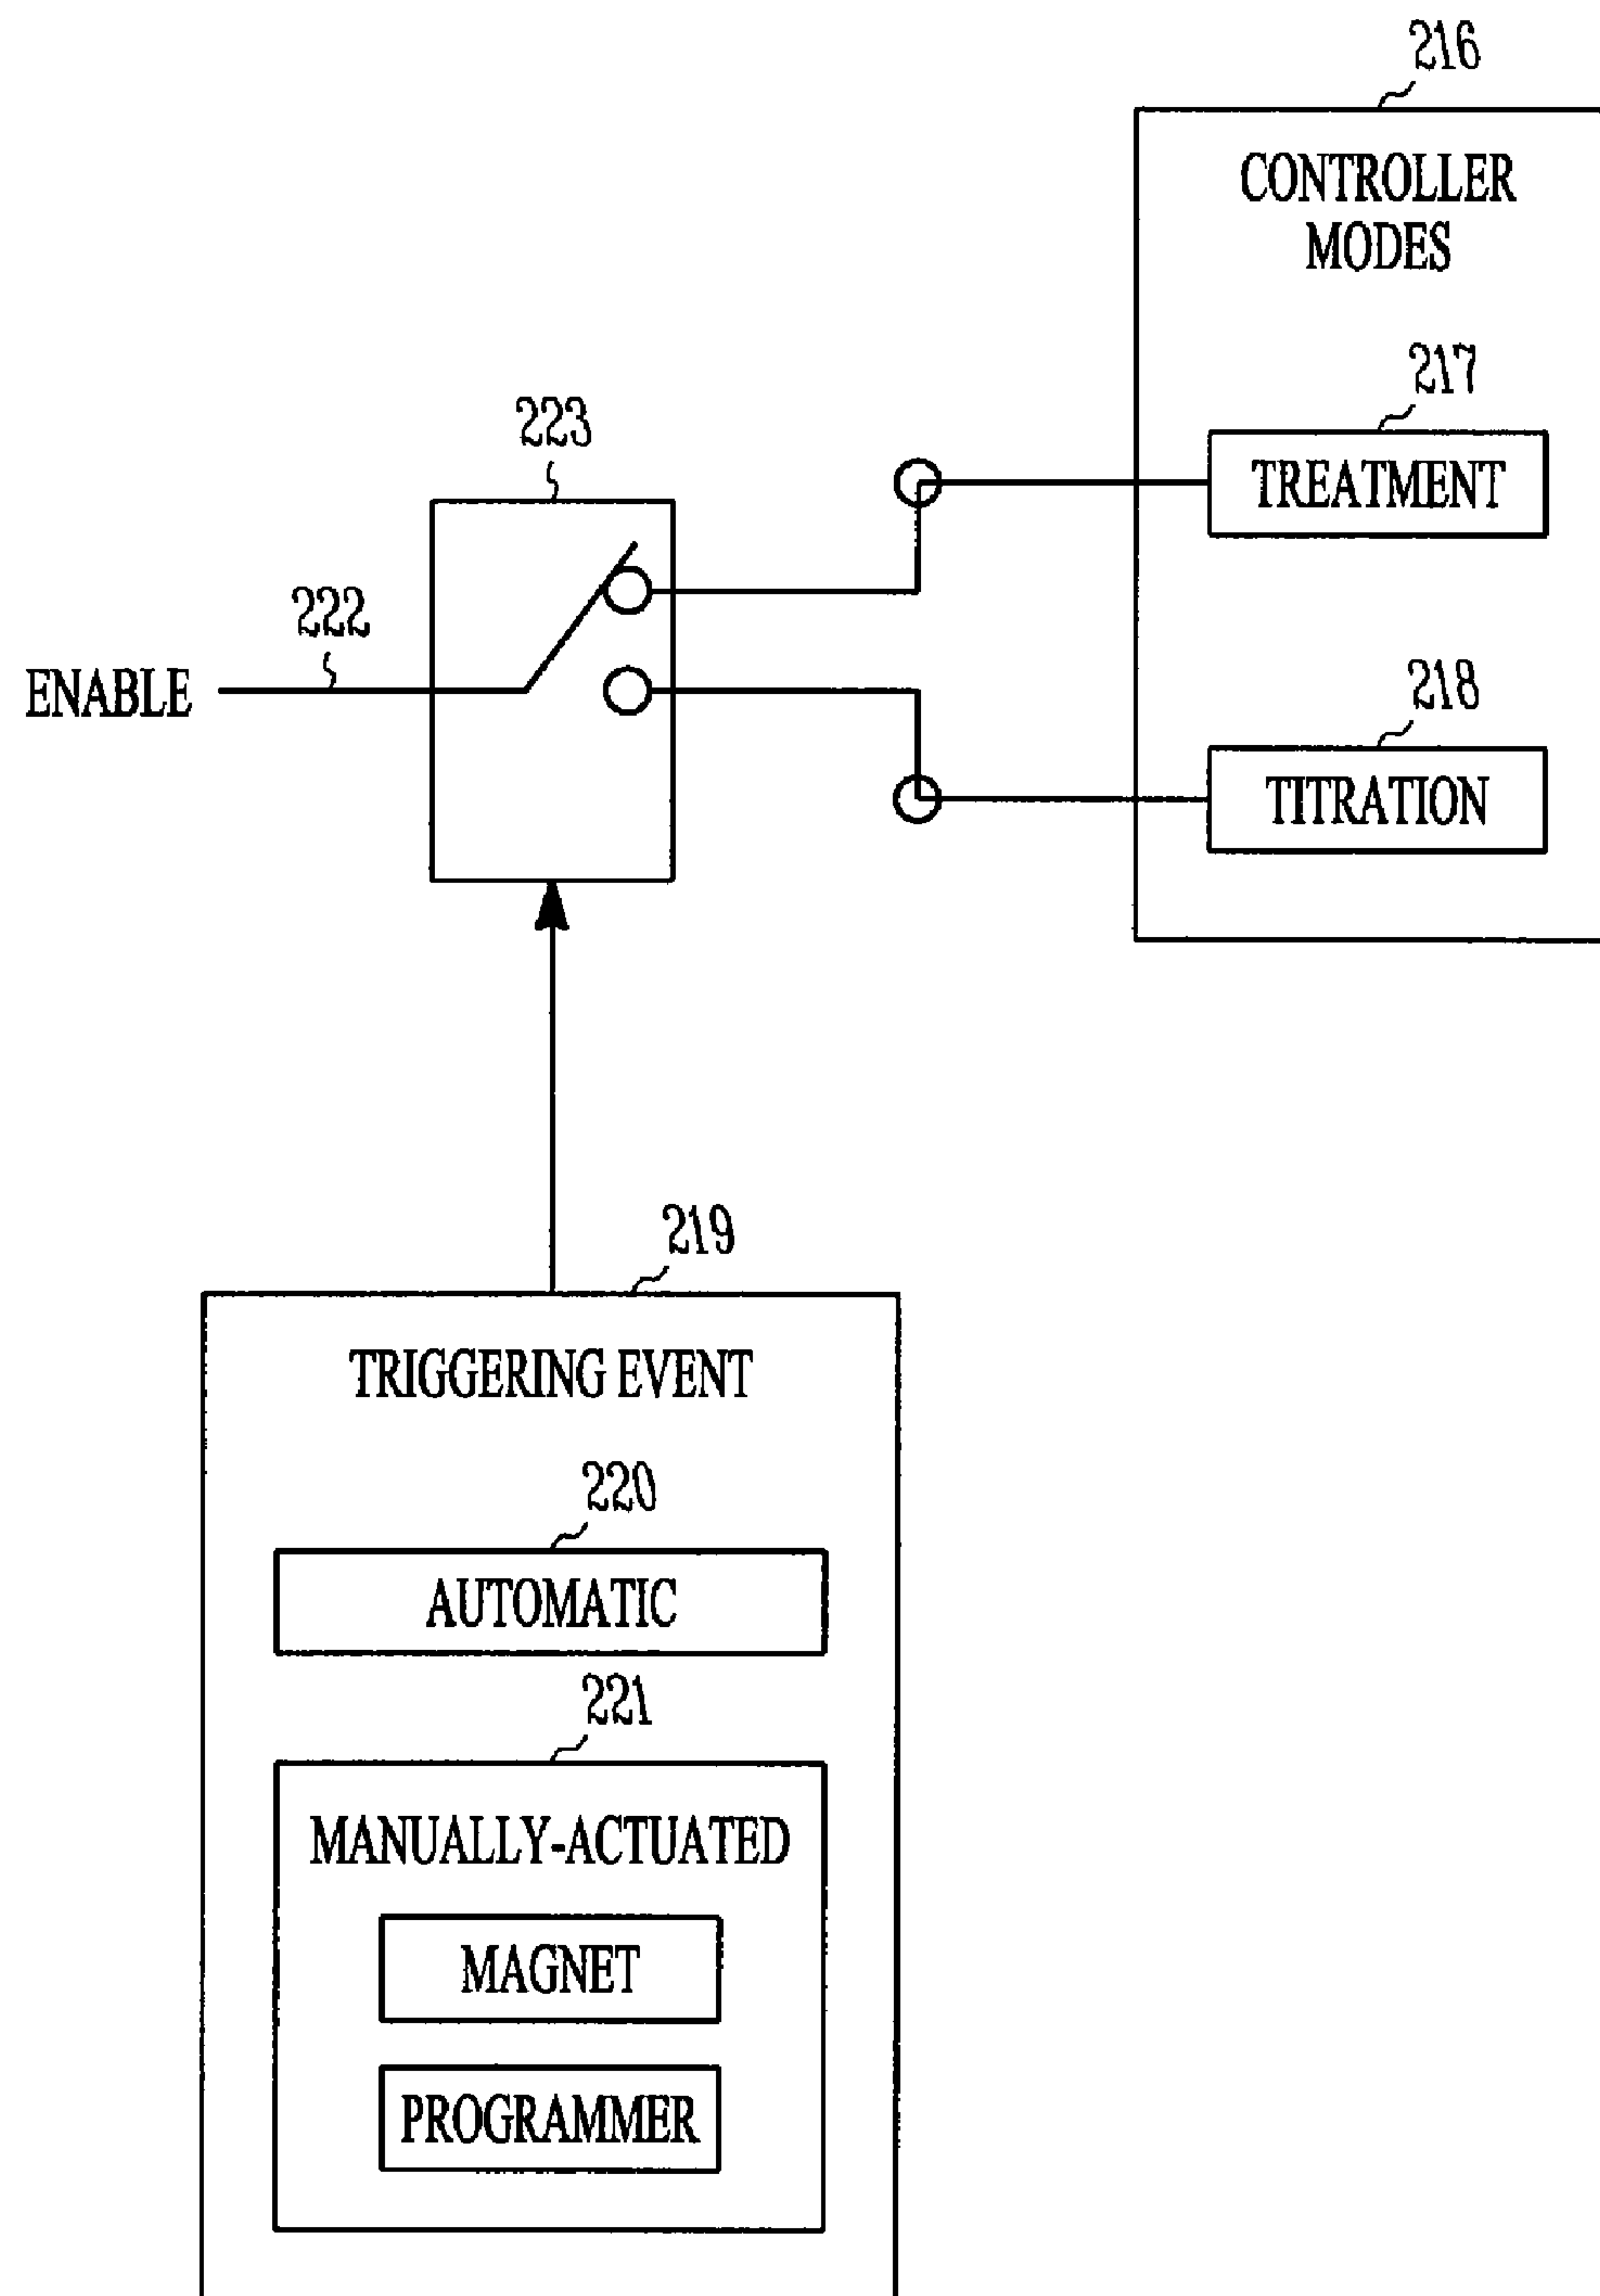 216
CONTROLLER
MODES
217
TREATMENT
223
222
ENABLE
218
TITRATION
219
TRIGGERING EVENT
220
AUTOMATIC
221
MANUALLY-ACTUATED
MAGNET
PROGRAMMER